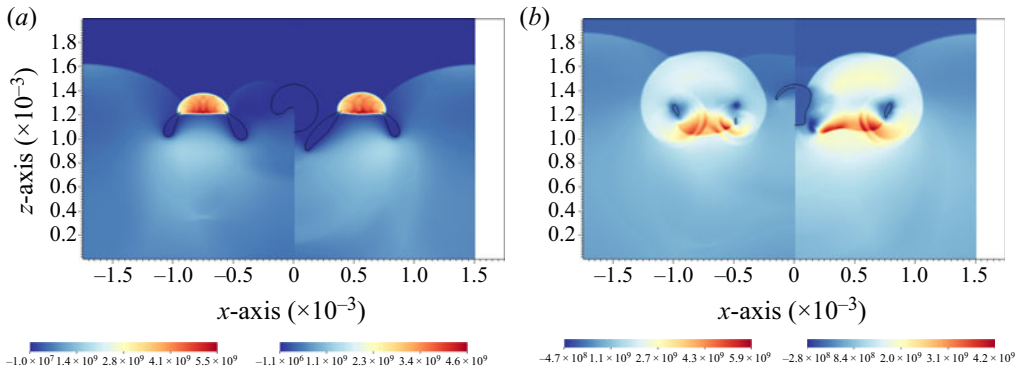 (a)
1.8
1.6
1.4
1.2
1.0
0.8
0.6
0.4
0.2
z-axis (×10⁻³)
−1.5 −1.0 −0.5 0 0.5 1.0 1.5
x-axis (×10⁻³)
−1.0 × 10⁷ 1.4 × 10⁹ 2.8 × 10⁹ 4.1 × 10⁹ 5.5 × 10⁹
−1.1 × 10⁶ 1.1 × 10⁹ 2.3 × 10⁹ 3.4 × 10⁹ 4.6 × 10⁹
(b)
1.8
1.6
1.4
1.2
1.0
0.8
0.6
0.4
0.2
−1.5 −1.0 −0.5 0 0.5 1.0 1.5
x-axis (×10⁻³)
−4.7 × 10⁸ 1.1 × 10⁹ 2.7 × 10⁹ 4.3 × 10⁹ 5.9 × 10⁹
−2.8 × 10⁸ 8.4 × 10⁸ 2.0 × 10⁹ 3.1 × 10⁹ 4.2 × 10⁹